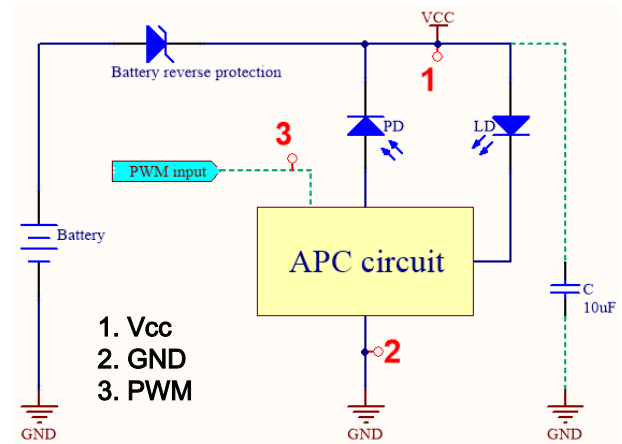 VCC
Battery reverse protection
1
PD
LD
3
PWM input
Battery
APC circuit
C
10uF
1. Vcc
2. GND
3. PWM
2
GND
GND
GND